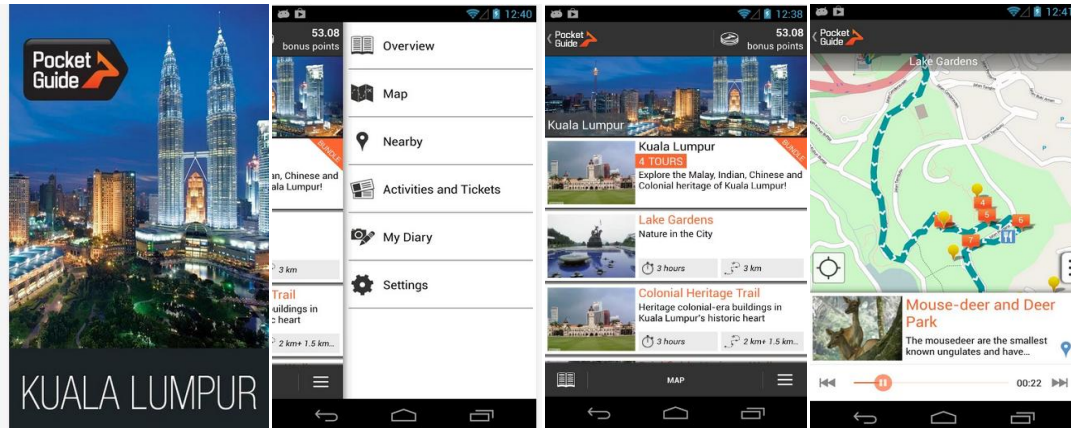 Pocket
Guide
KUALA LUMPUR
12:40
53.08
bonus points
BUNDLE
an, Chinese and
ala Lumpur!
3 km
Trail
uildings in
c heart
2 km+ 1.5 km...
Overview
Map
Nearby
Activities and Tickets
My Diary
Settings
12:38
Pocket
Guide
53.08
bonus points
Kuala Lumpur
BUNDLE
Kuala Lumpur
4 TOURS
Explore the Malay, Indian, Chinese and
Colonial heritage of Kuala Lumpur!
Lake Gardens
Nature in the City
3 hours
3 km
Colonial Heritage Trail
Heritage colonial-era buildings in
Kuala Lumpur's historic heart
3 hours
2 km+ 1.5 km...
MAP
12:41
Pocket
Guide
Lake Gardens
P
P
4
5
6
7
Mouse-deer and Deer
Park
The mousedeer are the smallest
known ungulates and have...
00:22